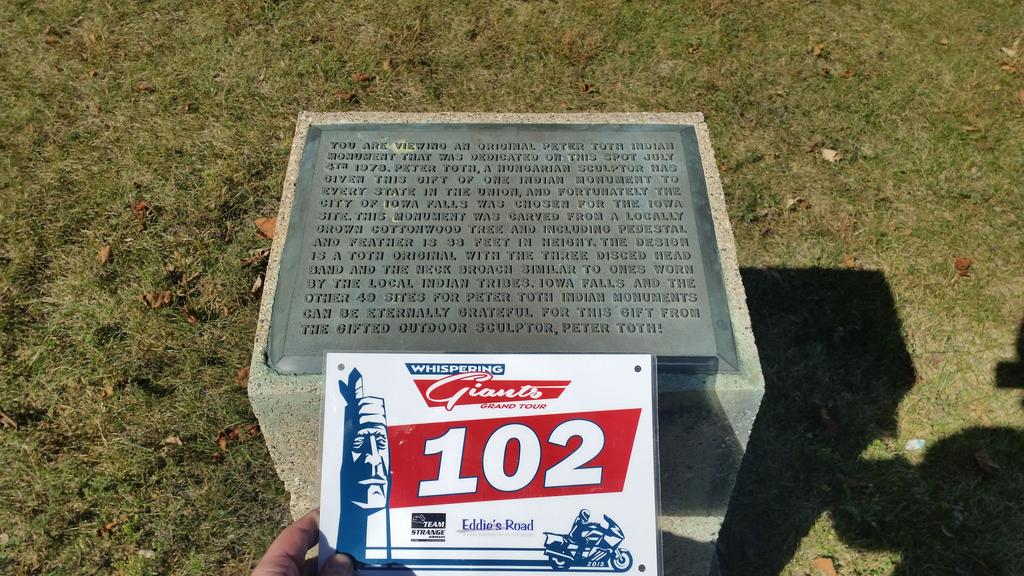 YOU ARE VIEWING AN ORIGINAL PETER TOTH INDIAN
MONUMENT THAT WAS DEDICATED ON THIS SPOT JULY
4TH 1978. PETER TOTH, A HUNGARIAN SCULPTOR HAS
GIVEN THIS GIFT OF ONE INDIAN MONUMENT TO
EVERY STATE IN THE UNION, AND FORTUNATELY THE
CITY OF IOWA FALLS WAS CHOSEN FOR THE IOWA
SITE. THIS MONUMENT WAS CARVED FROM A LOCALLY
GROWN COTTONWOOD TREE AND INCLUDING PEDESTAL
AND FEATHER IS 33 FEET IN HEIGHT. THE DESIGN
IS A TOTH ORIGINAL WITH THE THREE DISCED HEAD
BAND AND THE NECK BROACH SIMILAR TO ONES WORN
BY THE LOCAL INDIAN TRIBES. IOWA FALLS AND THE
OTHER 49 SITES FOR PETER TOTH INDIAN MONUMENTS
CAN BE ETERNALLY GRATEFUL FOR THIS GIFT FROM
THE GIFTED OUTDOOR SCULPTOR, PETER TOTH!
WHISPERING
Giants
GRAND TOUR
102
TEAM
STRANGE
Eddie's Road
2015